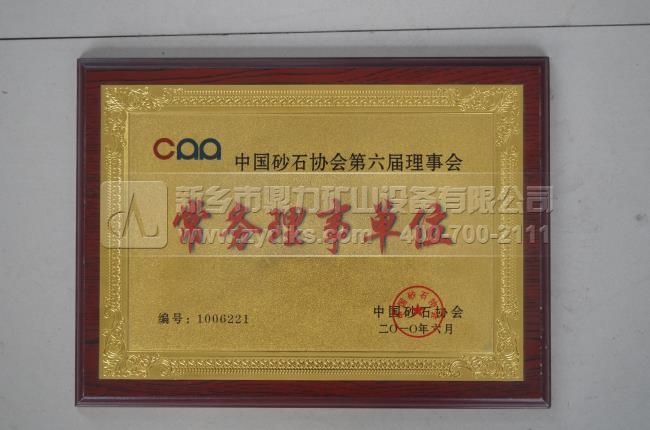 caa 中国砂石协会第六届理事会
新乡市鼎力矿山设备有限公司
常务理事单位
400-700-2111
编号：1006221
中国砂石协会
二〇一〇年六月